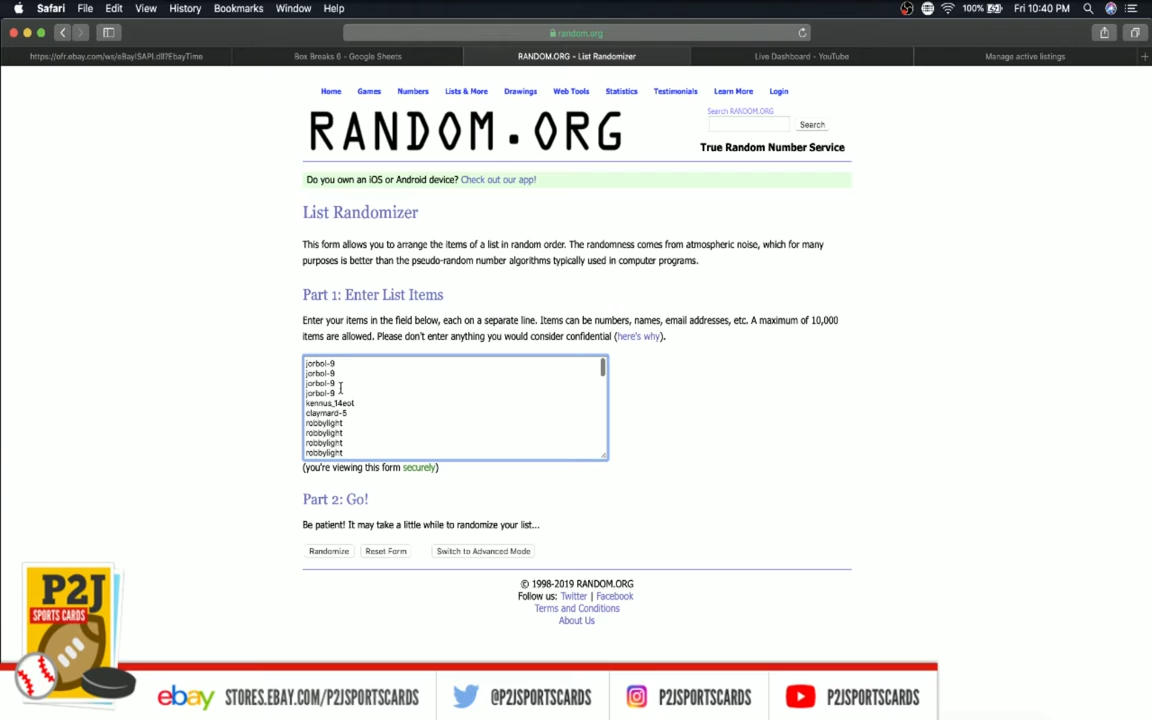 Safari File Edit View History Bookmarks Window Help 100% Fri 10:40 PM
random.org
https://ofr.ebay.com/ws/eBayISAPI.dll?EbayTime Box Breaks 6 - Google Sheets RANDOM.ORG - List Randomizer Live Dashboard - YouTube Manage active listings
Home Games Numbers Lists & More Drawings Web Tools Statistics Testimonials Learn More Login
Search RANDOM.ORG
Search
RANDOM.ORG
True Random Number Service
Do you own an iOS or Android device? Check out our app!
List Randomizer
This form allows you to arrange the items of a list in random order. The randomness comes from atmospheric noise, which for many
purposes is better than the pseudo-random number algorithms typically used in computer programs.
Part 1: Enter List Items
Enter your items in the field below, each on a separate line. Items can be numbers, names, email addresses, etc. A maximum of 10,000
items are allowed. Please don't enter anything you would consider confidential (here's why).
jorbol-9
jorbol-9
jorbol-9
jorbol-9
kennus_14eot
claymard-5
robbylight
robbylight
robbylight
robbylight
(you're viewing this form securely)
Part 2: Go!
Be patient! It may take a little while to randomize your list...
Randomize Reset Form Switch to Advanced Mode
© 1998-2019 RANDOM.ORG
Follow us: Twitter | Facebook
Terms and Conditions
About Us
P2J
SPORTS CARDS
ebay STORES.EBAY.COM/P2JSPORTSCARDS @P2JSPORTSCARDS P2JSPORTSCARDS P2JSPORTSCARDS